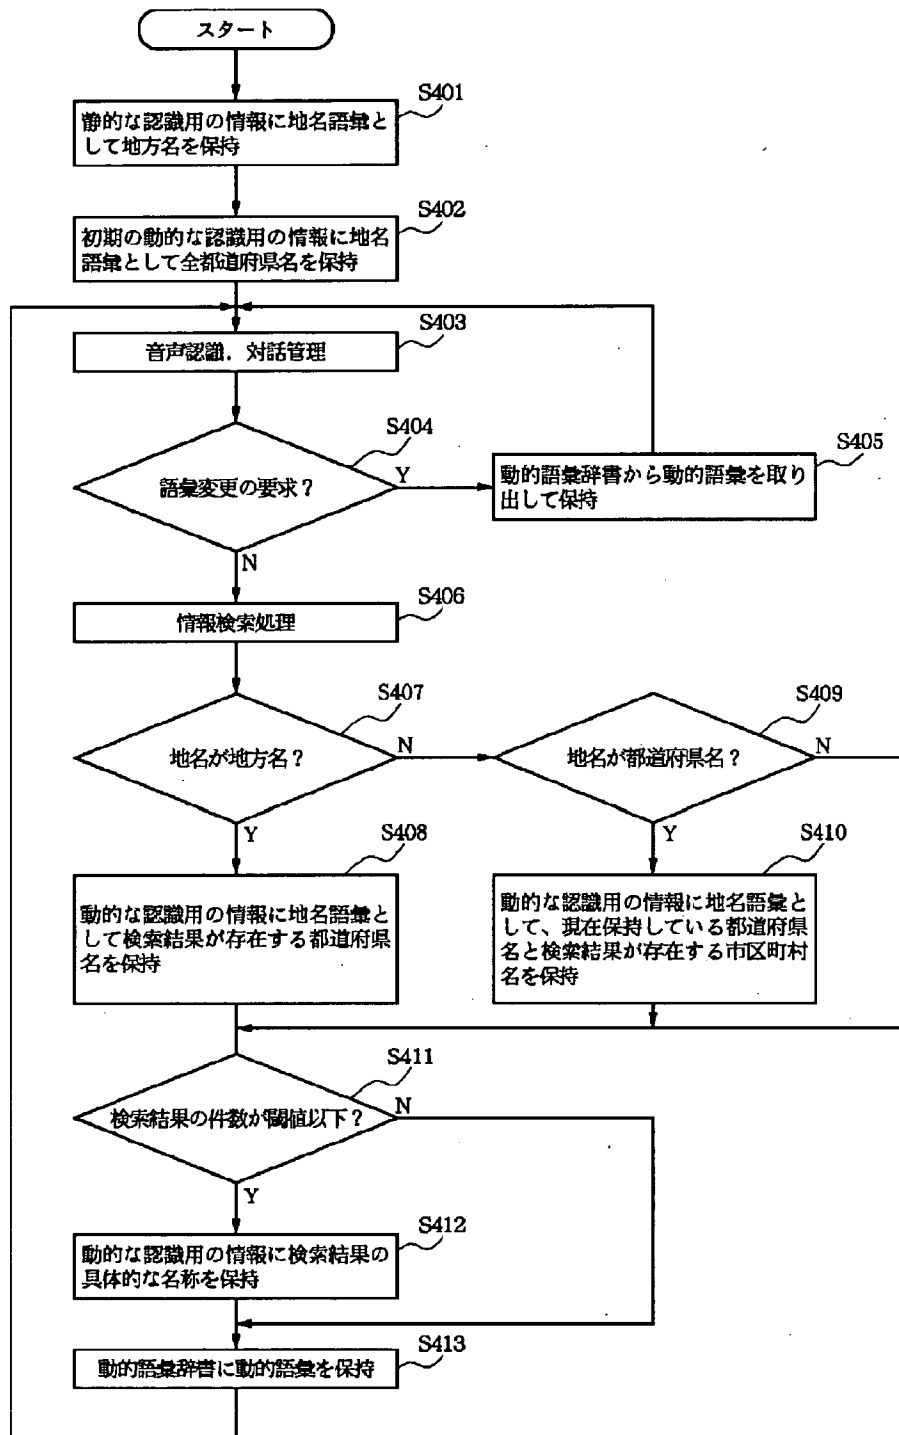 スタート
S401
静的な認識用の情報に地名語彙と
して地方名を保持
S402
初期の動的な認識用の情報に地名
語彙として全都道府県名を保持
S403
音声認識．対話管理
S404
語彙変更の要求？
Y
N
S405
動的語彙辞書から動的語彙を取り
出して保持
S406
情報検索処理
S407
地名が地方名？
N
Y
S409
地名が都道府県名？
N
Y
S408
動的な認識用の情報に地名語彙と
して検索結果が存在する都道府県
名を保持
S410
動的な認識用の情報に地名語彙と
して、現在保持している都道府県
名と検索結果が存在する市区町村
名を保持
S411
検索結果の件数が閾値以下？
N
Y
S412
動的な認識用の情報に検索結果の
具体的な名称を保持
S413
動的語彙辞書に動的語彙を保持